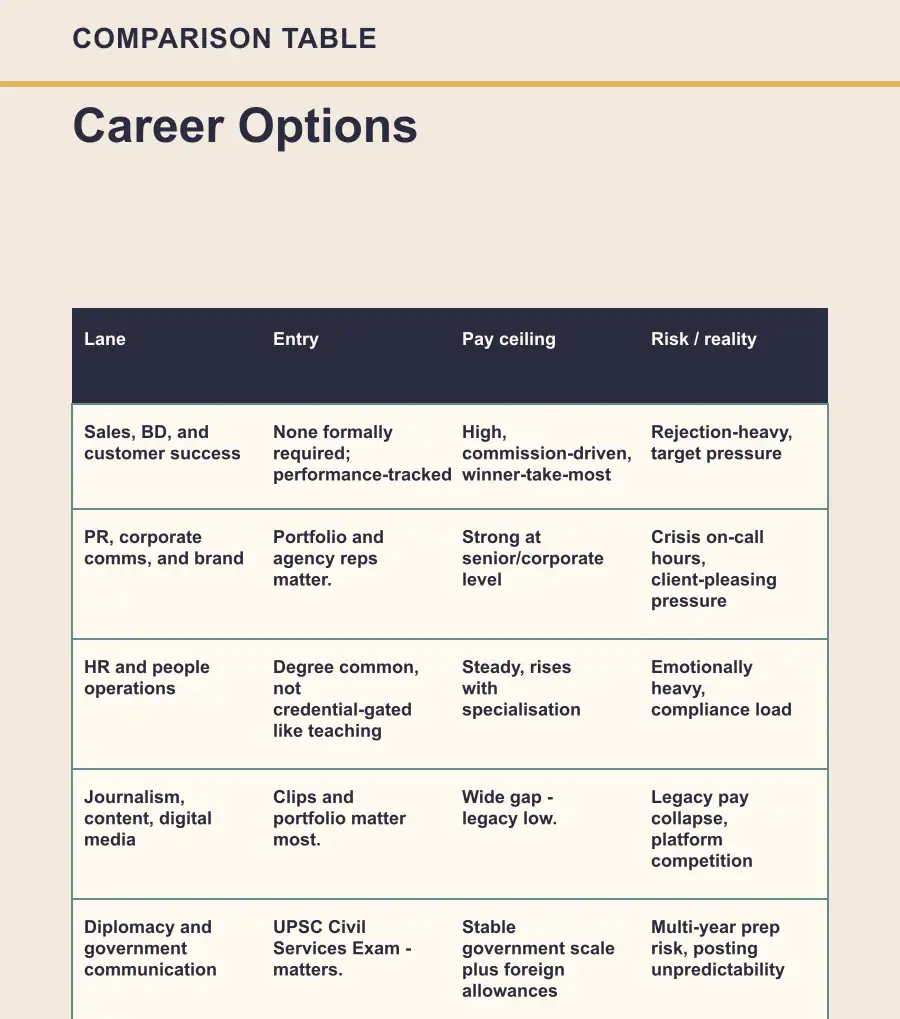 COMPARISON TABLE
Career Options
Lane
Entry
Pay ceiling
Risk / reality
Sales, BD, and
customer success
None formally
required;
performance-tracked
High,
commission-driven,
winner-take-most
Rejection-heavy,
target pressure
PR, corporate
comms, and brand
Portfolio and
agency reps
matter.
Strong at
senior/corporate
level
Crisis on-call
hours,
client-pleasing
pressure
HR and people
operations
Degree common,
not
credential-gated
like teaching
Steady, rises
with
specialisation
Emotionally
heavy,
compliance load
Journalism,
content, digital
media
Clips and
portfolio matter
most.
Wide gap -
legacy low.
Legacy pay
collapse,
platform
competition
Diplomacy and
government
communication
UPSC Civil
Services Exam -
matters.
Stable
government scale
plus foreign
allowances
Multi-year prep
risk, posting
unpredictability